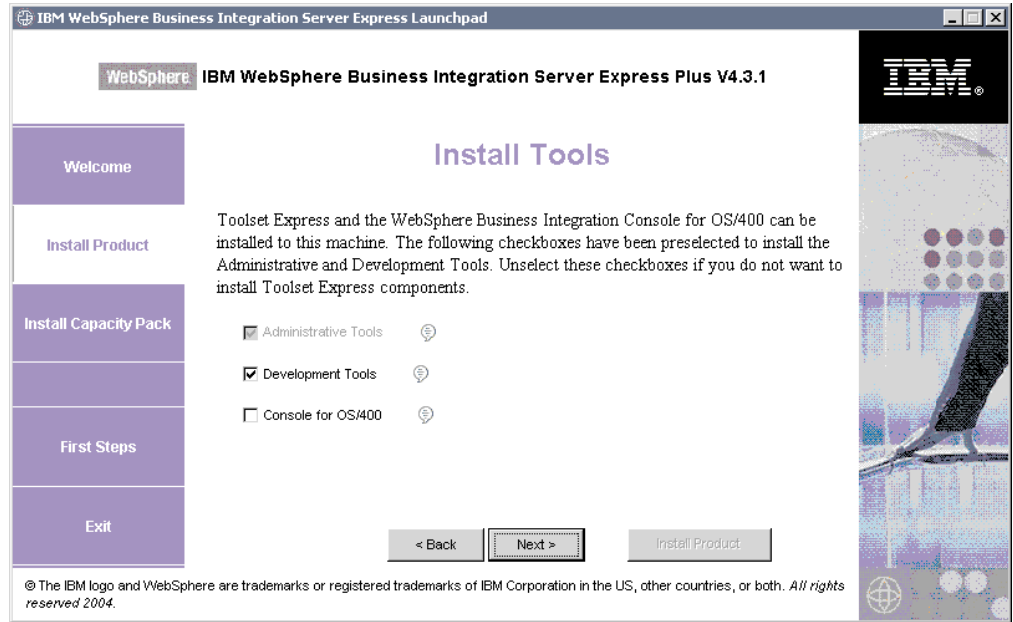 IBM WebSphere Business Integration Server Express Launchpad
WebSphere. IBM WebSphere Business Integration Server Express Plus V4.3.1
IBM®
Welcome
Install Product
Install Capacity Pack
First Steps
Exit
Install Tools
Toolset Express and the WebSphere Business Integration Console for OS/400 can be
installed to this machine. The following checkboxes have been preselected to install the
Administrative and Development Tools. Unselect these checkboxes if you do not want to
install Toolset Express components.
Administrative Tools
Development Tools
Console for OS/400
< Back Next > Install Product
© The IBM logo and WebSphere are trademarks or registered trademarks of IBM Corporation in the US, other countries, or both. All rights
reserved 2004.